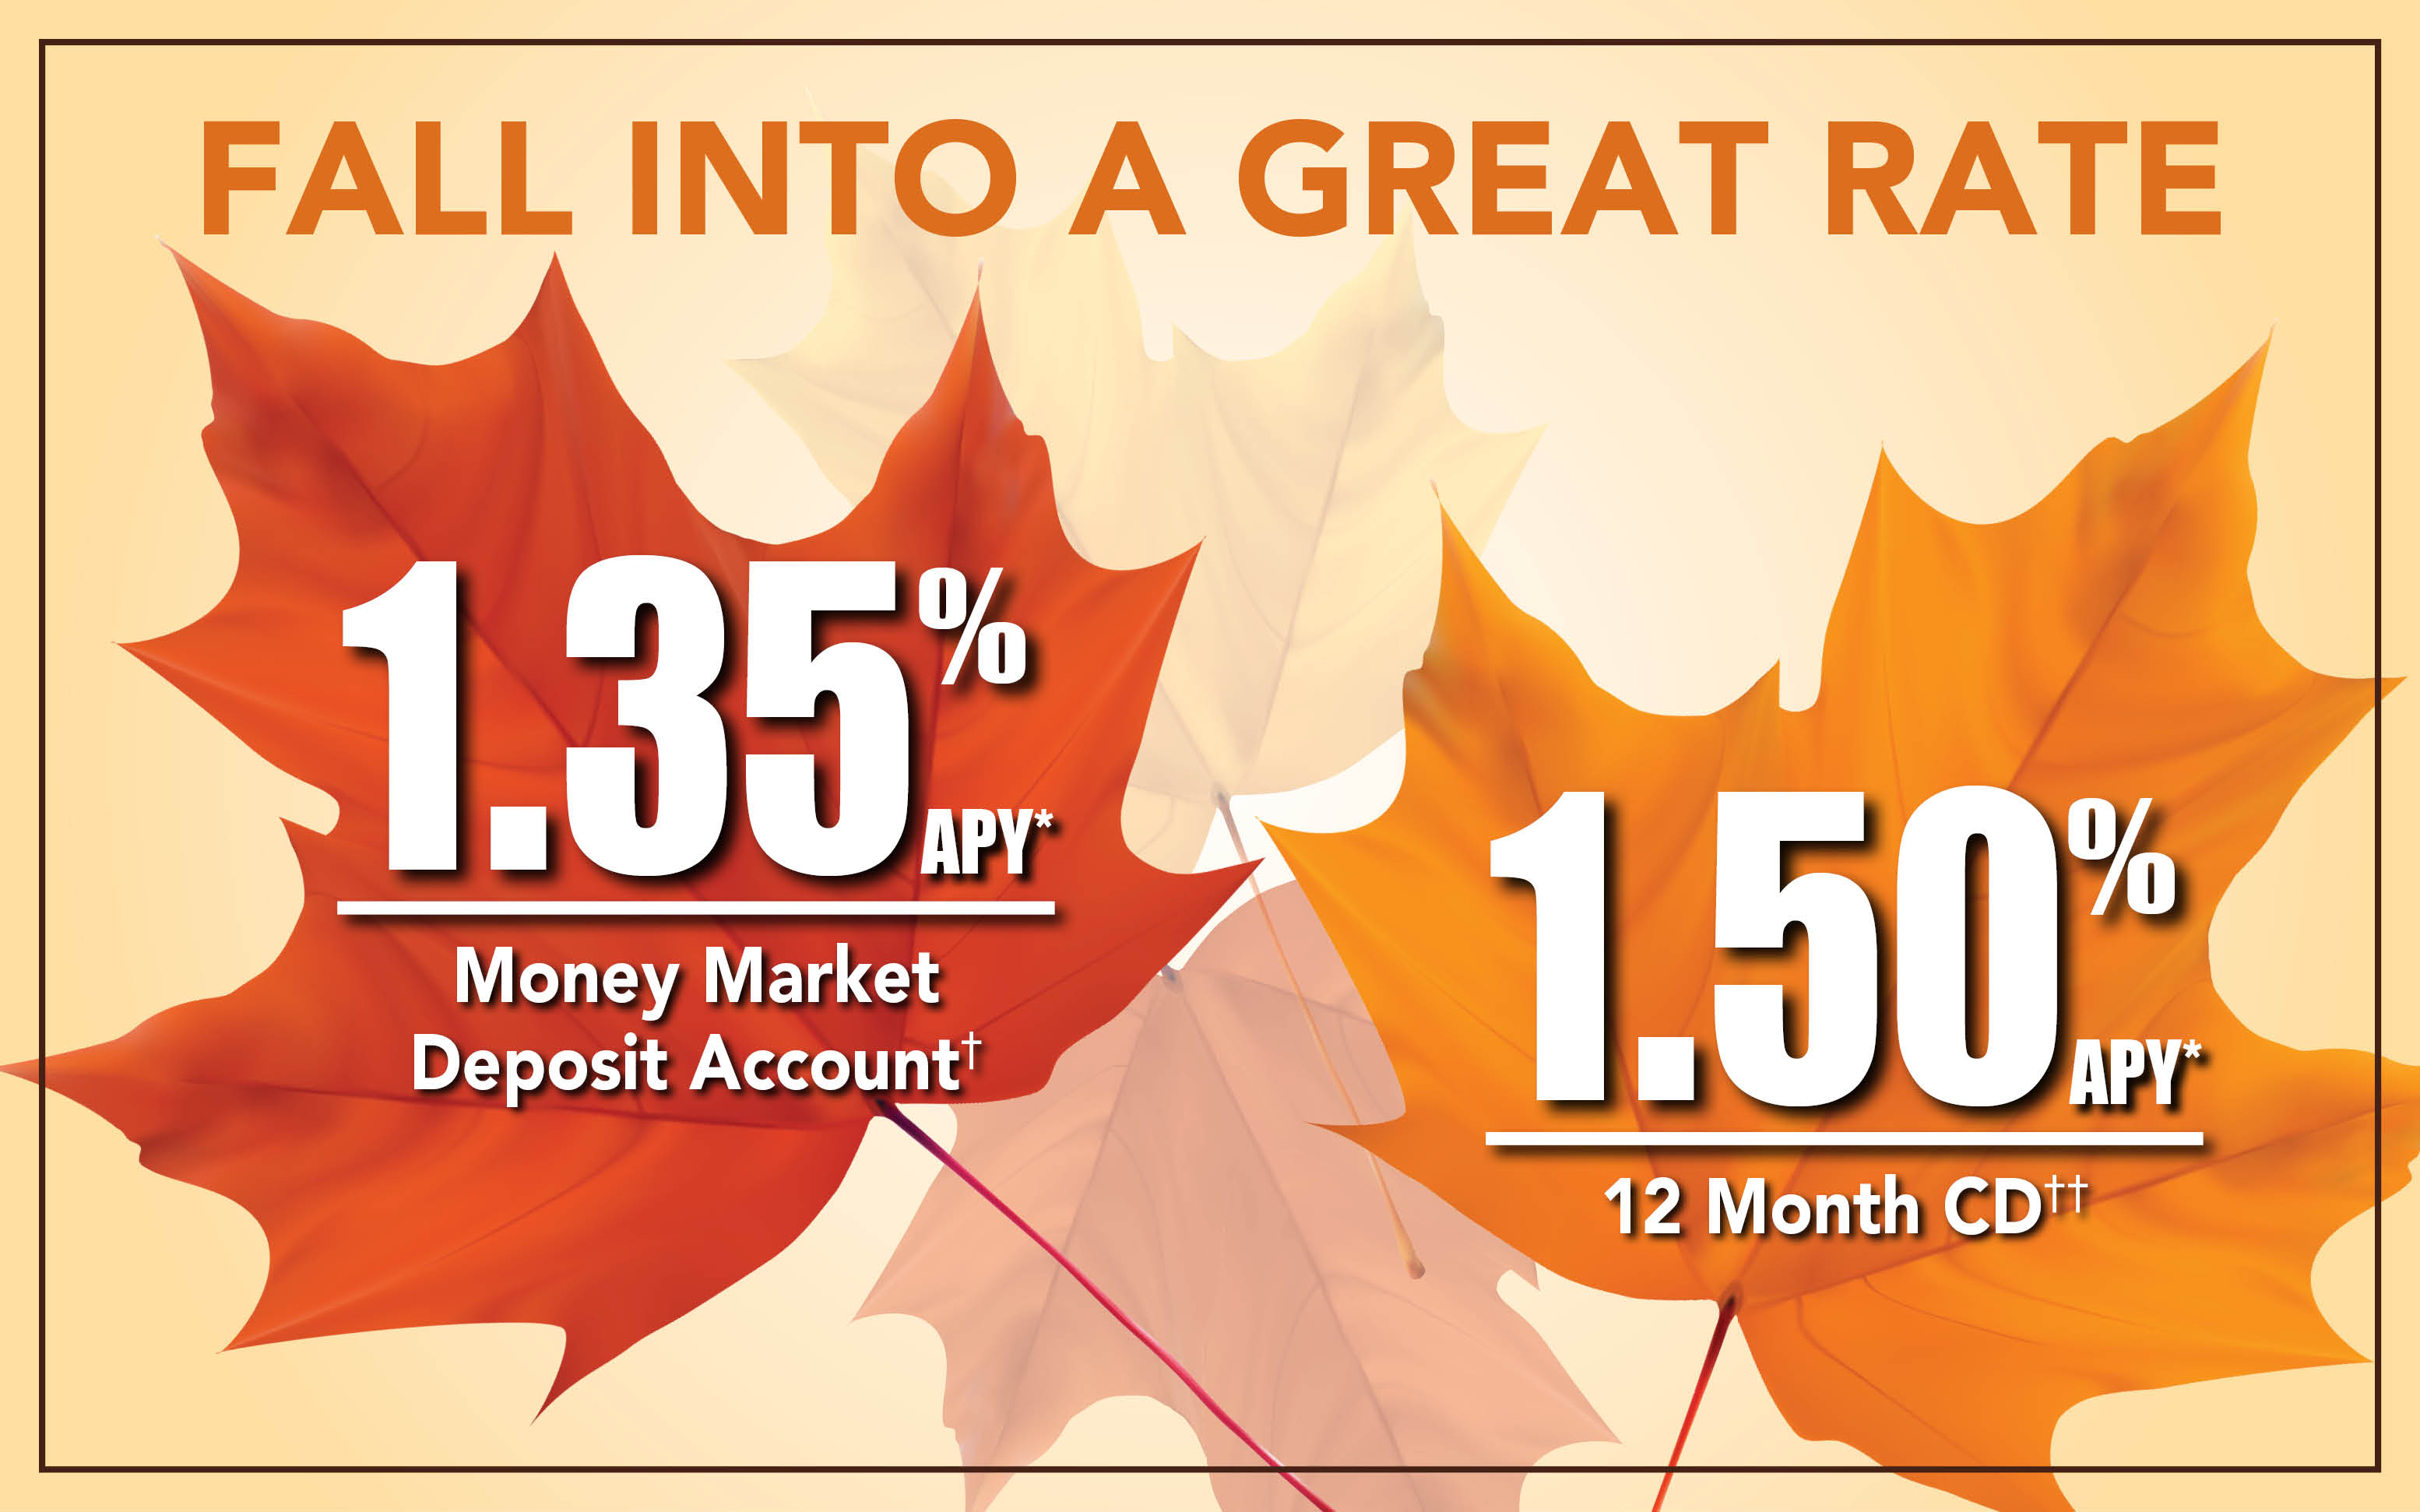 FALL INTO A GREAT RATE
1.35% APY*
Money Market
Deposit Account†
1.50% APY*
12 Month CD††